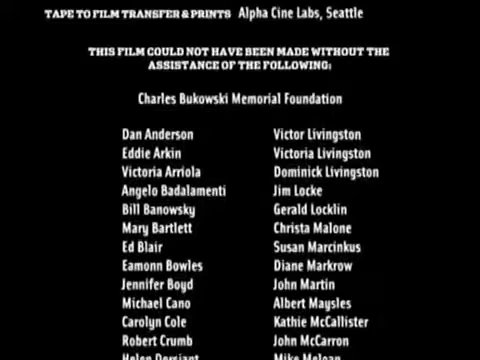 TAPE TO FILM TRANSFER & PRINTS Alpha Cine Labs, Seattle
THIS FILM COULD NOT HAVE BEEN MADE WITHOUT THE
ASSISTANCE OF THE FOLLOWING:
Charles Bukowski Memorial Foundation
Dan Anderson
Eddie Arkin
Victoria Arriola
Angelo Badalamenti
Bill Banowsky
Mary Bartlett
Ed Blair
Eamonn Bowles
Jennifer Boyd
Michael Cano
Carolyn Cole
Robert Crumb
Helen
Victor Livingston
Victoria Livingston
Dominick Livingston
Jim Locke
Gerald Locklin
Christa Malone
Susan Marcinkus
Diane Markrow
John Martin
Albert Maysles
Kathie McCallister
John McCarron
Mike Meloan